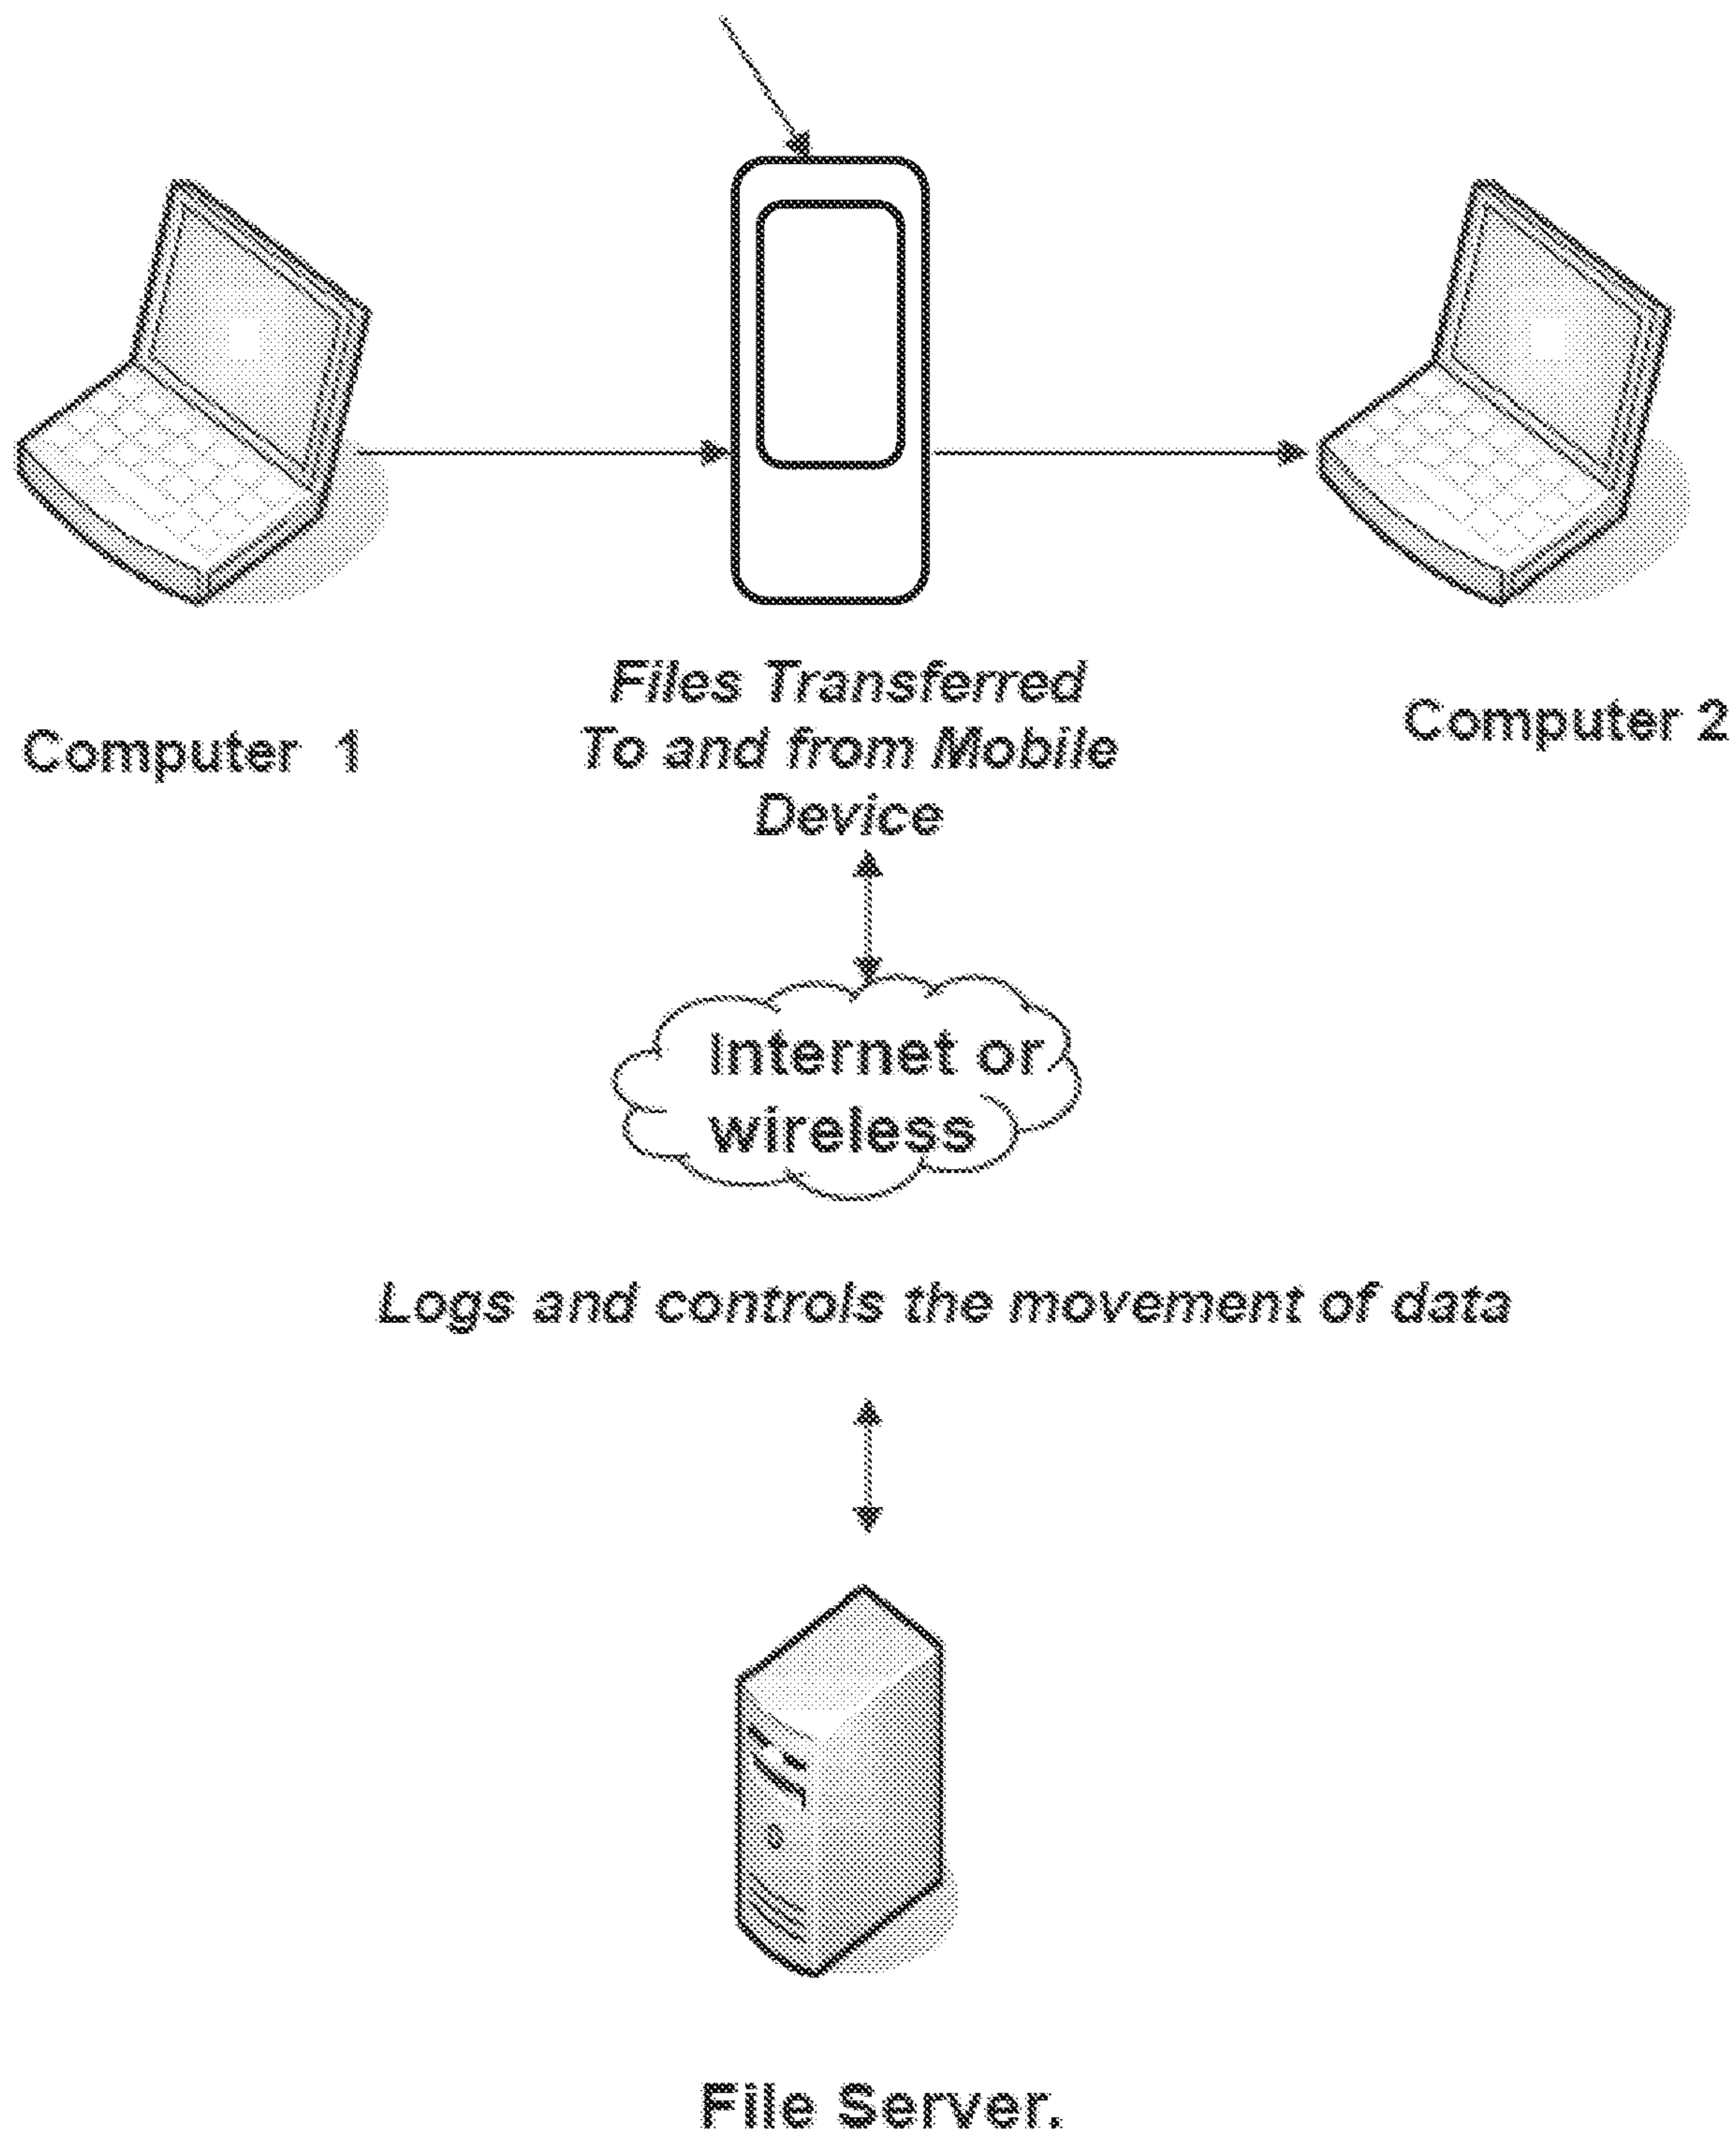 Files Transferred
To and from Mobile
Device
Computer 1
Computer 2
Internet or
wireless
Logs and controls the movement of data
File Server.